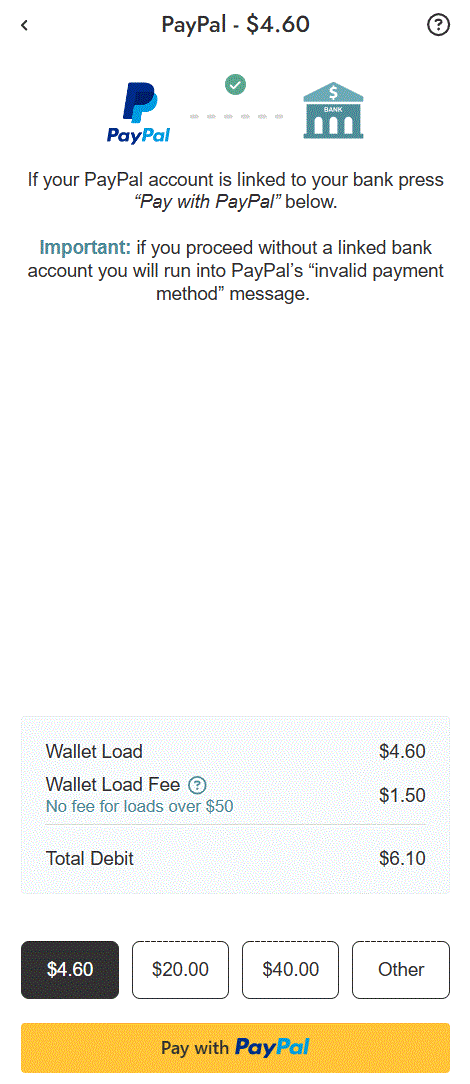 PayPal - $4.60
?
PayPal
$
BANK
If your PayPal account is linked to your bank press
“Pay with PayPal” below.
Important: if you proceed without a linked bank
account you will run into PayPal’s “invalid payment
method” message.
Wallet Load $4.60
Wallet Load Fee ? $1.50
No fee for loads over $50
Total Debit $6.10
$4.60 $20.00 $40.00 Other
Pay with PayPal